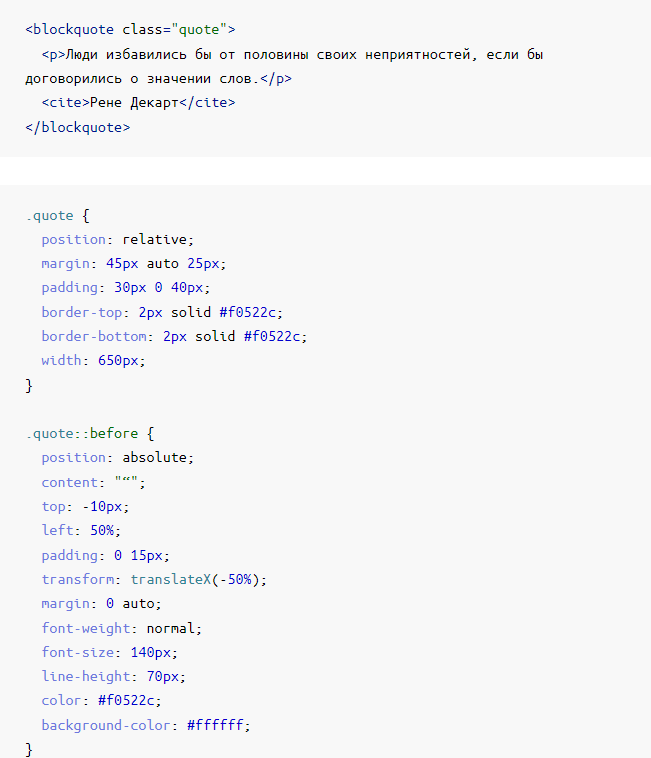 <blockquote class="quote">
  <p>Люди избавились бы от половины своих неприятностей, если бы
договорились о значении слов.</p>
  <cite>Рене Декарт</cite>
</blockquote>
.quote {
  position: relative;
  margin: 45px auto 25px;
  padding: 30px 0 40px;
  border-top: 2px solid #f0522c;
  border-bottom: 2px solid #f0522c;
  width: 650px;
}
.quote::before {
  position: absolute;
  content: "“";
  top: -10px;
  left: 50%;
  padding: 0 15px;
  transform: translateX(-50%);
  margin: 0 auto;
  font-weight: normal;
  font-size: 140px;
  line-height: 70px;
  color: #f0522c;
  background-color: #ffffff;
}